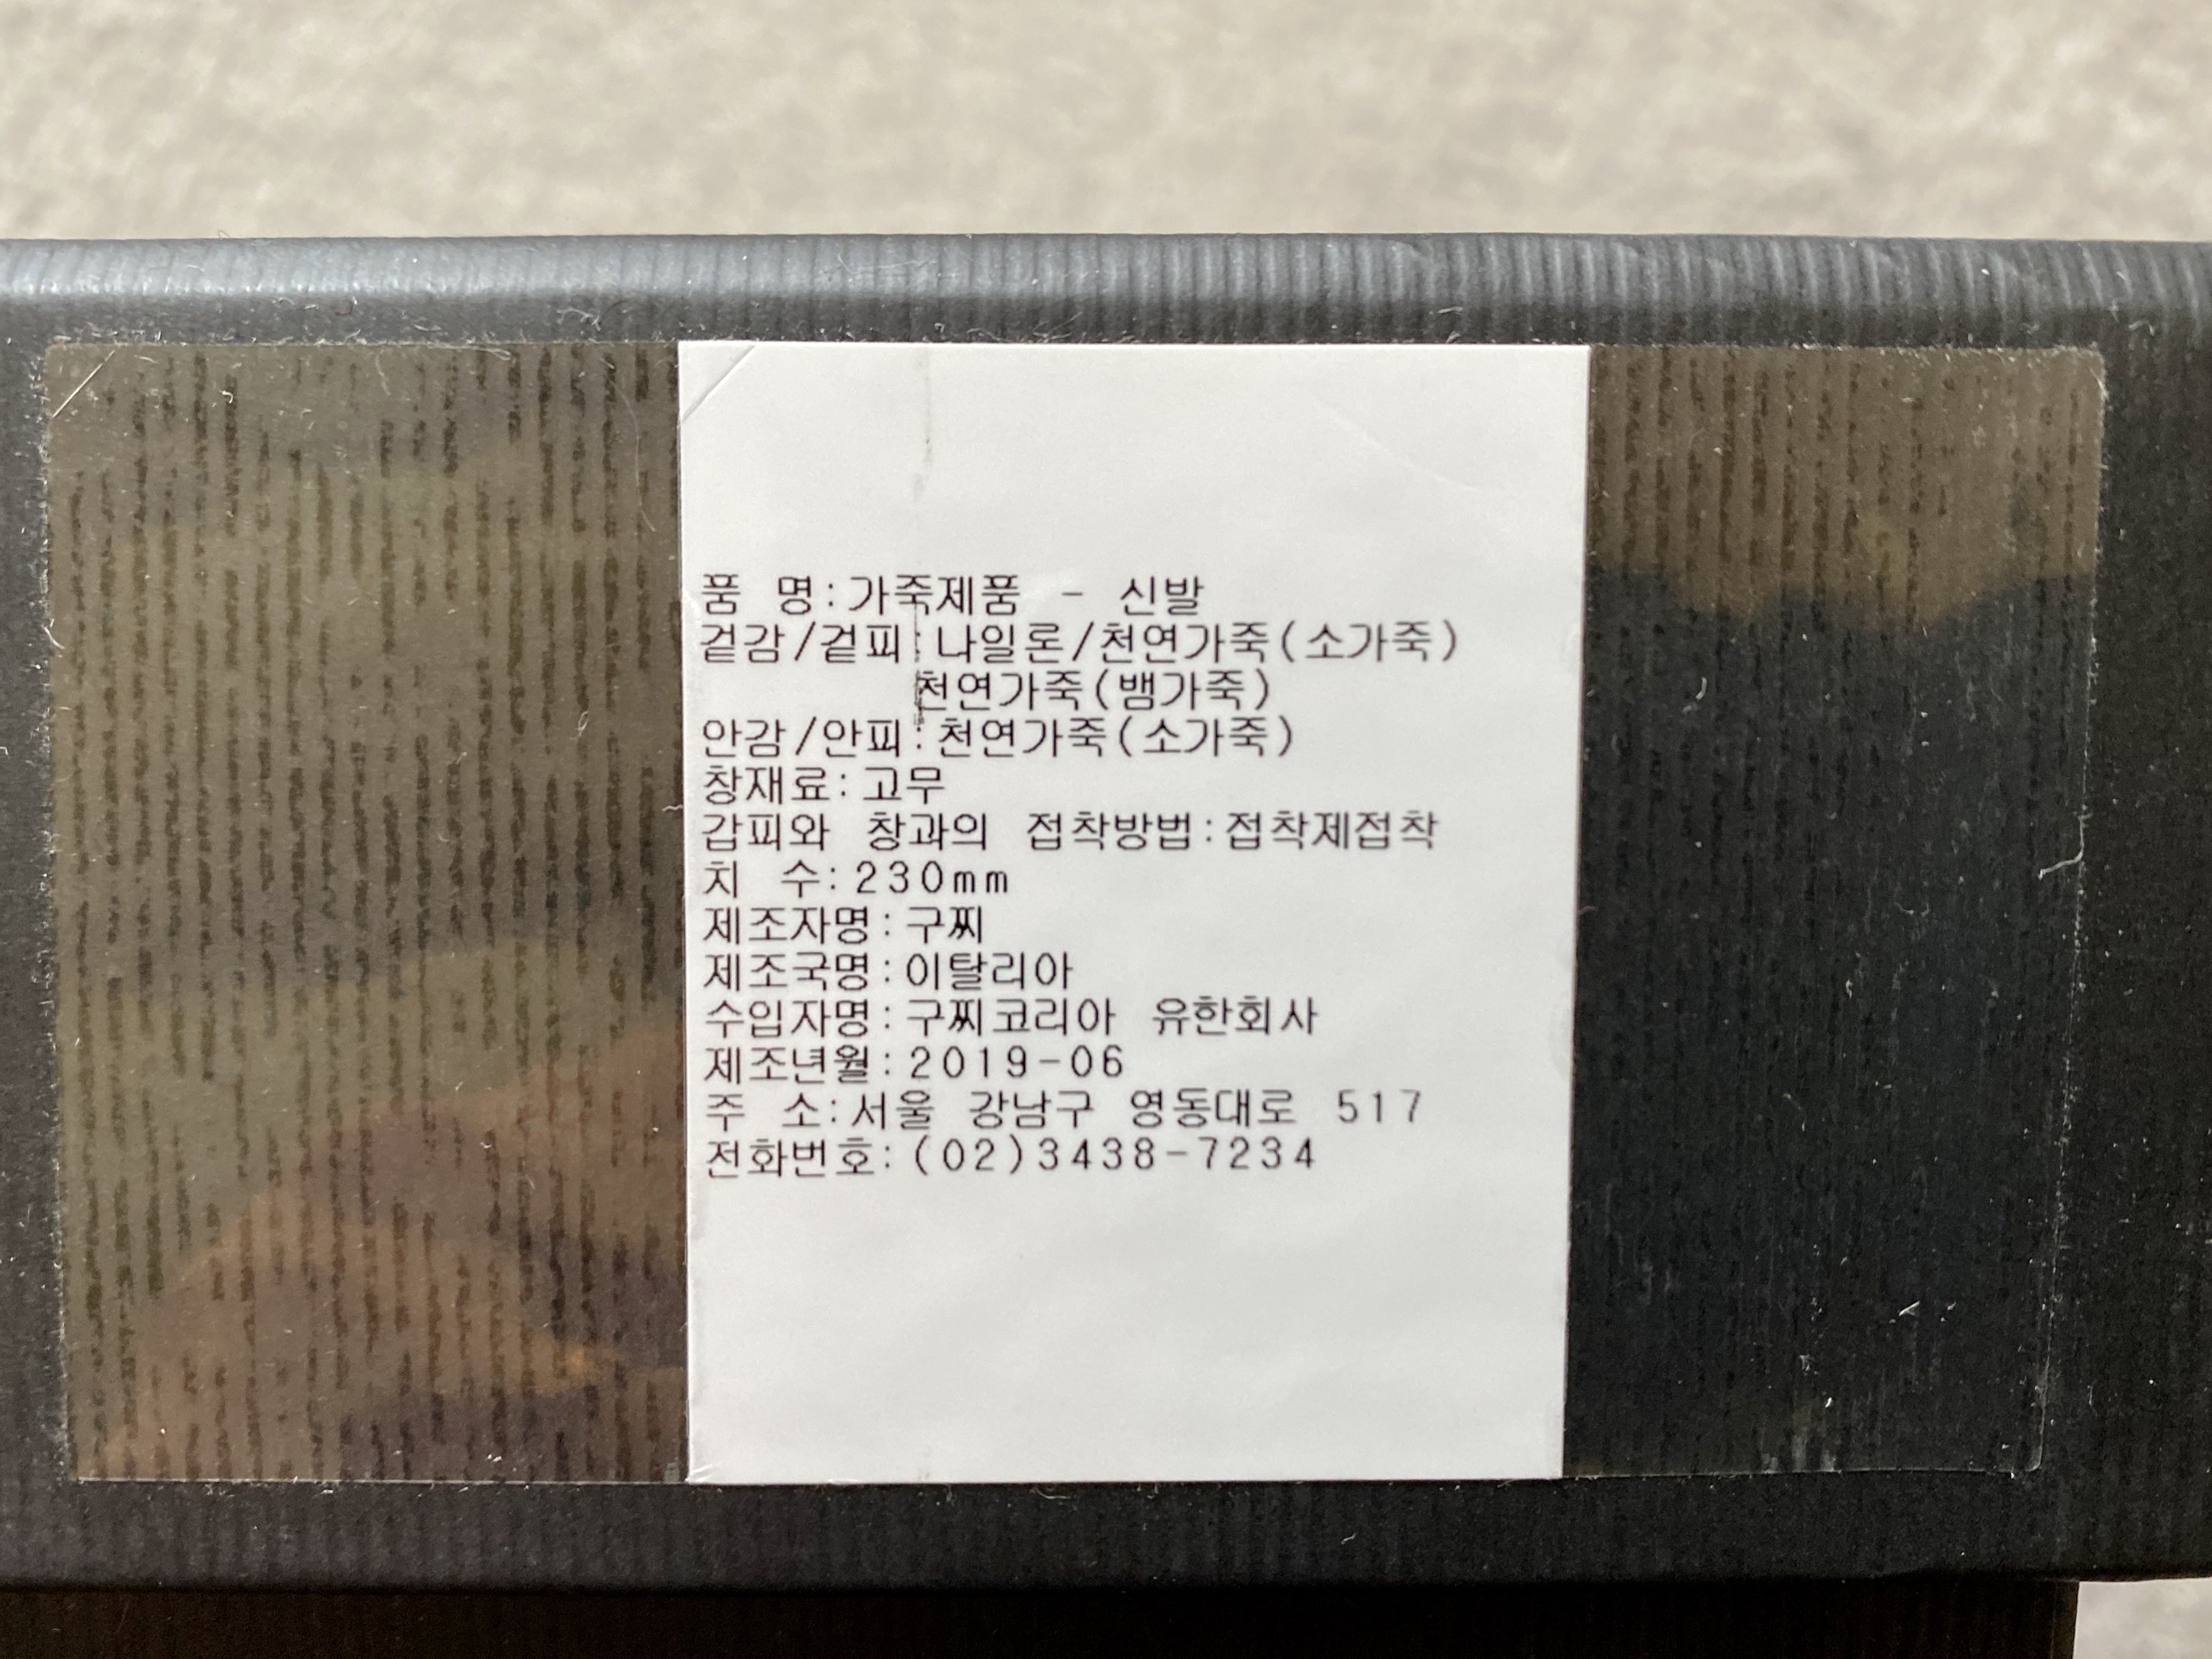 품 명:가죽제품 - 신발
겉감/겉피:나일론/천연가죽(소가죽)
천연가죽(뱀가죽)
안감/안피:천연가죽(소가죽)
창재료:고무
갑피와 창과의 접착방법:접착제접착
치 수:230mm
제조자명:구찌
제조국명:이탈리아
수입자명:구찌코리아 유한회사
제조년월:2019-06
주 소:서울 강남구 영동대로 517
전화번호:(02)3438-7234